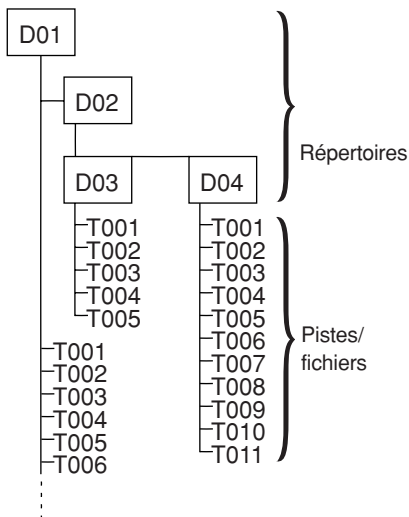 D01
D02
Répertoires
D03
D04
T001
T002
T003
T004
T005
T001
T002
T003
T004
T005
T006
T007
T008
T009
T010
T011
Pistes/
fichiers
T001
T002
T003
T004
T005
T006